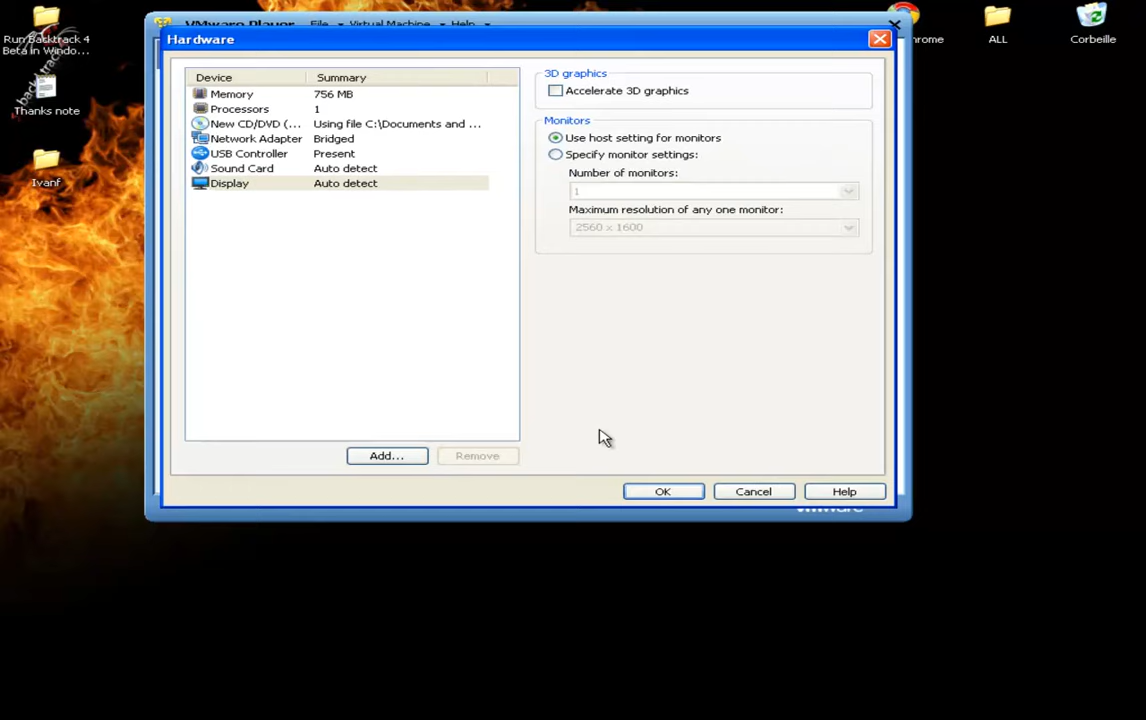 Run Backtrack 4
Beta in Windo...
Thanks note
Ivanf
VMware Player File Virtual Machine Help
Hardware
Device Summary
Memory 756 MB
Processors 1
New CD/DVD (... Using file C:\Documents and ...
Network Adapter Bridged
USB Controller Present
Sound Card Auto detect
Display Auto detect
Add... Remove
3D graphics
Accelerate 3D graphics
Monitors
Use host setting for monitors
Specify monitor settings:
Number of monitors:
1
Maximum resolution of any one monitor:
2560 x 1600
OK Cancel Help
vmware
ALL
Corbeille